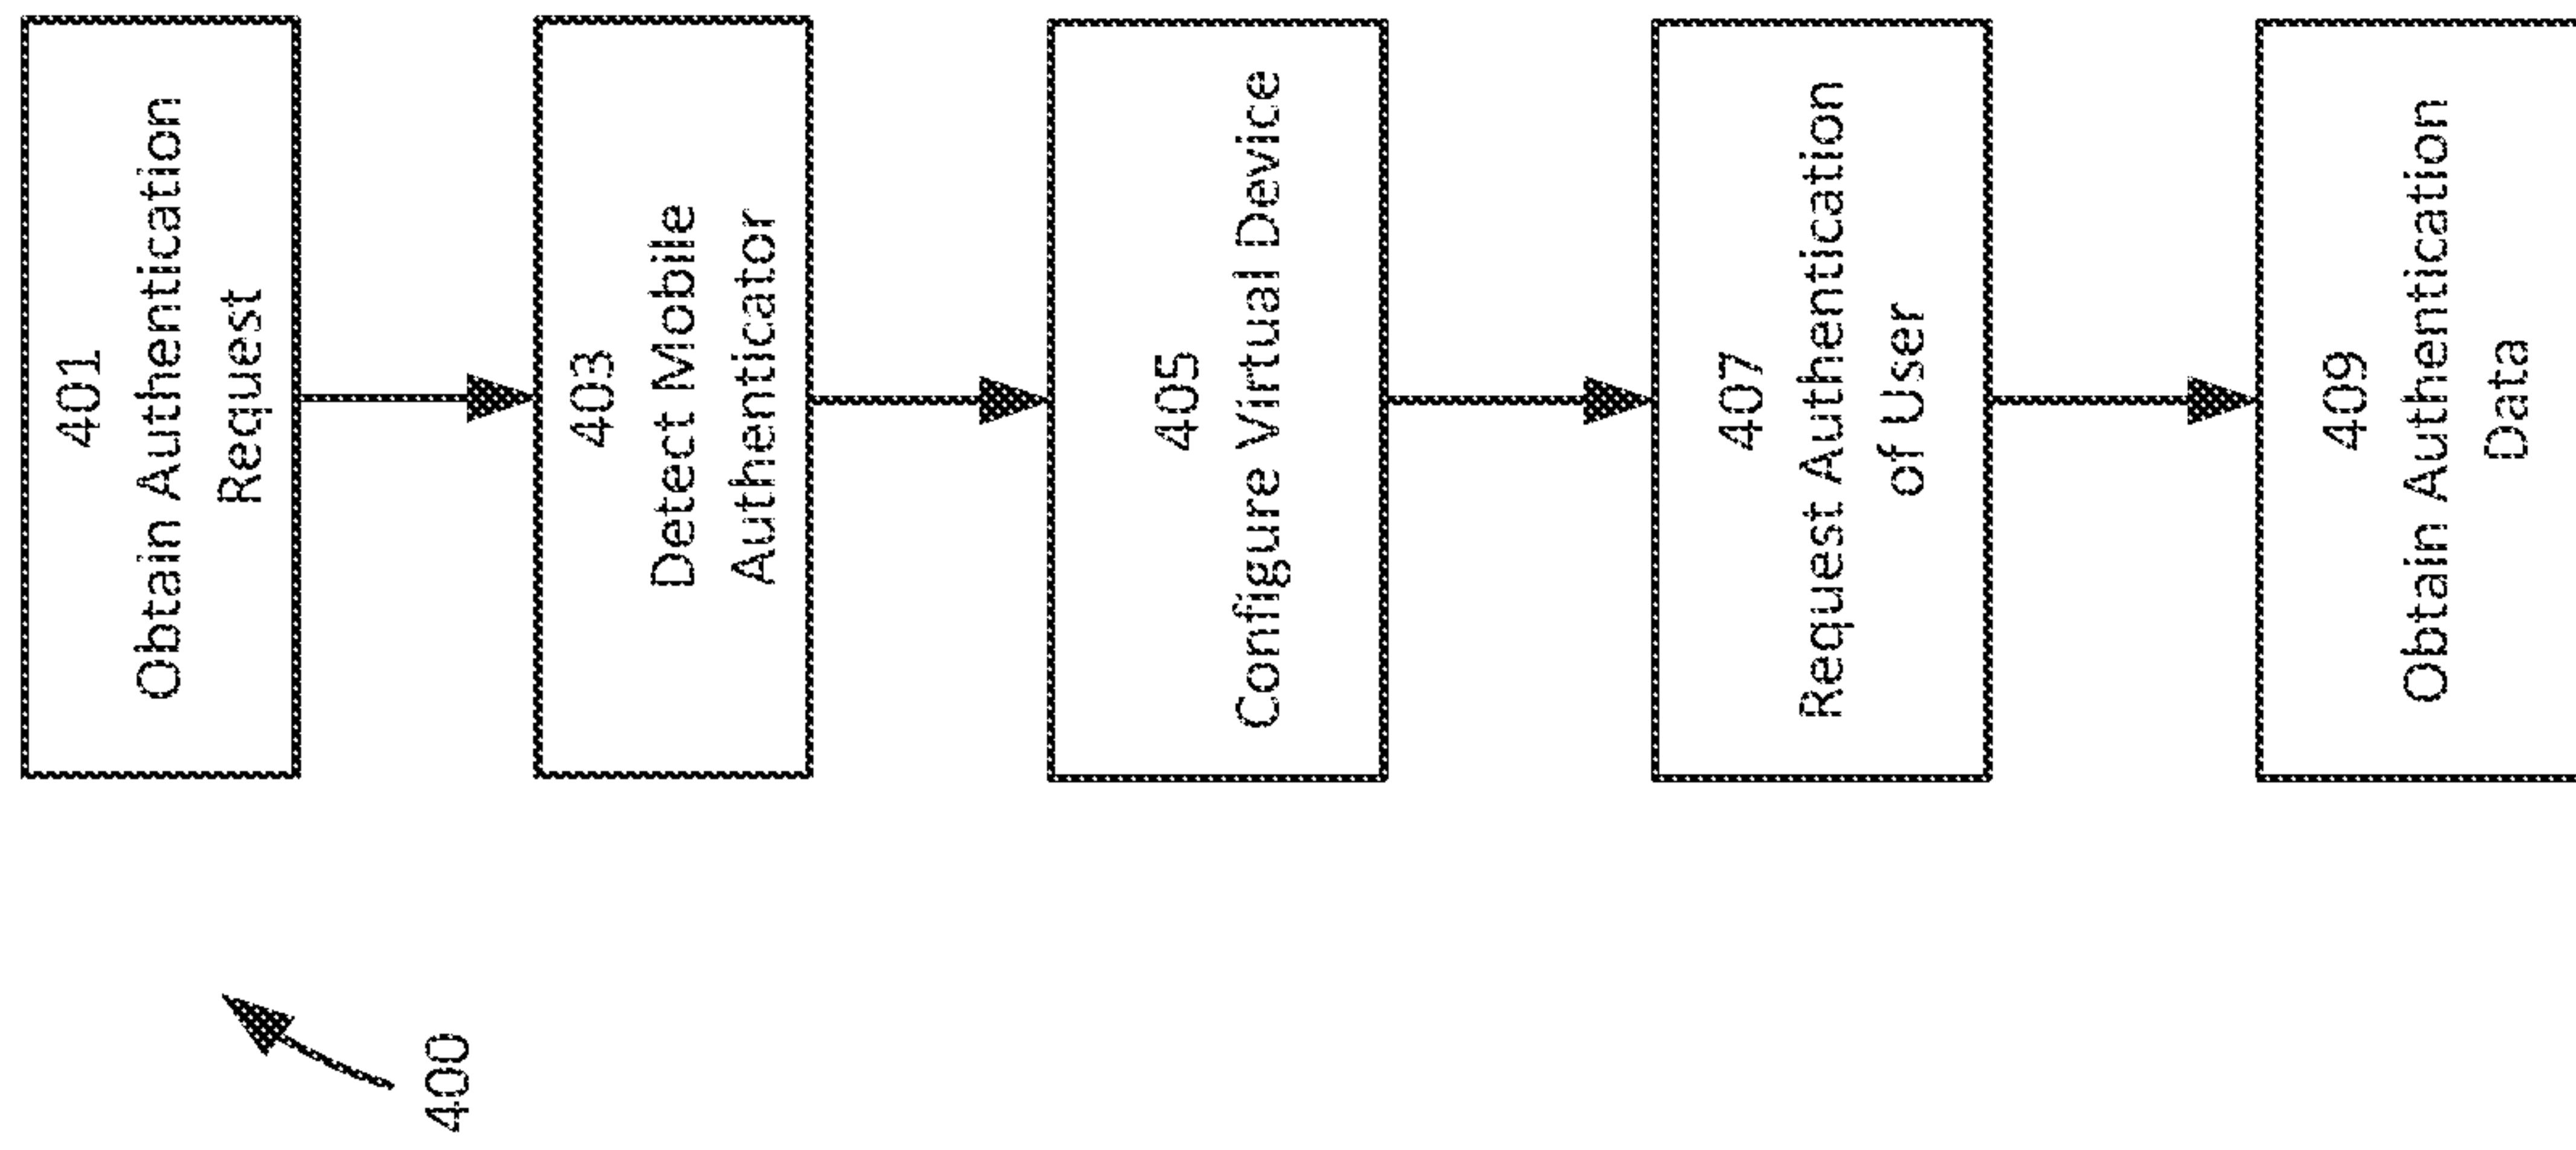 400
401
Obtain Authentication
Request
403
Detect Mobile
Authenticator
405
Configure Virtual Device
407
Request Authentication
of User
409
Obtain Authentication
Data